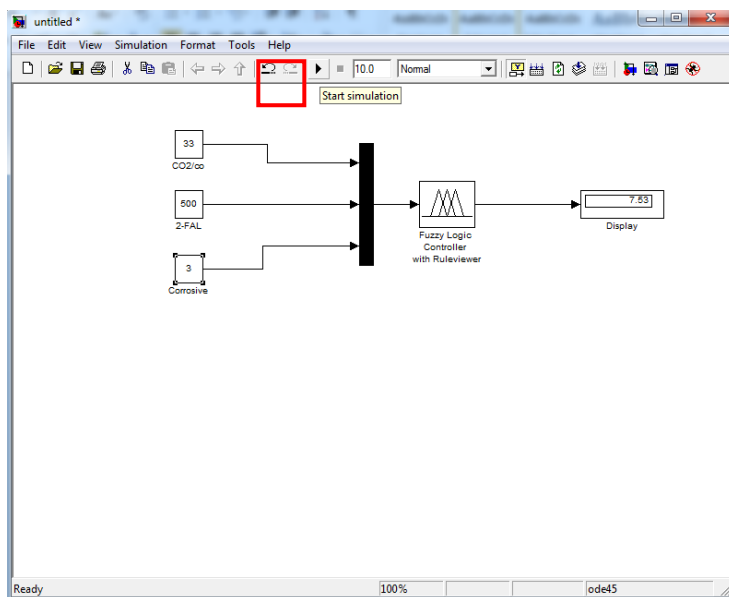 untitled *
File Edit View Simulation Format Tools Help
10.0 Normal
Start simulation
33
CO2/∞
500
2-FAL
3
Corrosive
Fuzzy Logic
Controller
with Ruleviewer
7.53
Display
Ready 100% ode45